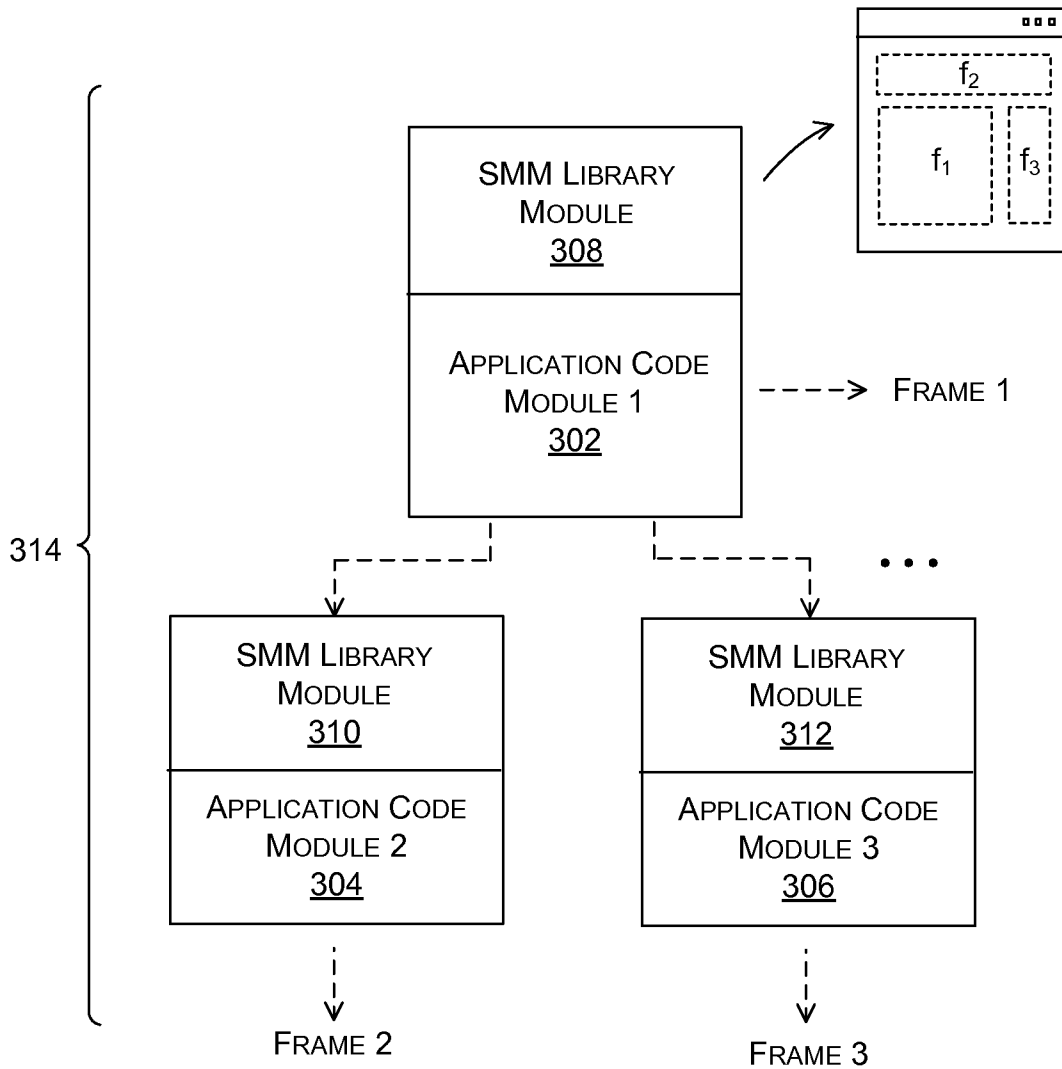 f2
f1 f3
SMM LIBRARY
MODULE
308
APPLICATION CODE
MODULE 1
302
FRAME 1
314
SMM LIBRARY
MODULE
310
APPLICATION CODE
MODULE 2
304
SMM LIBRARY
MODULE
312
APPLICATION CODE
MODULE 3
306
FRAME 2
FRAME 3